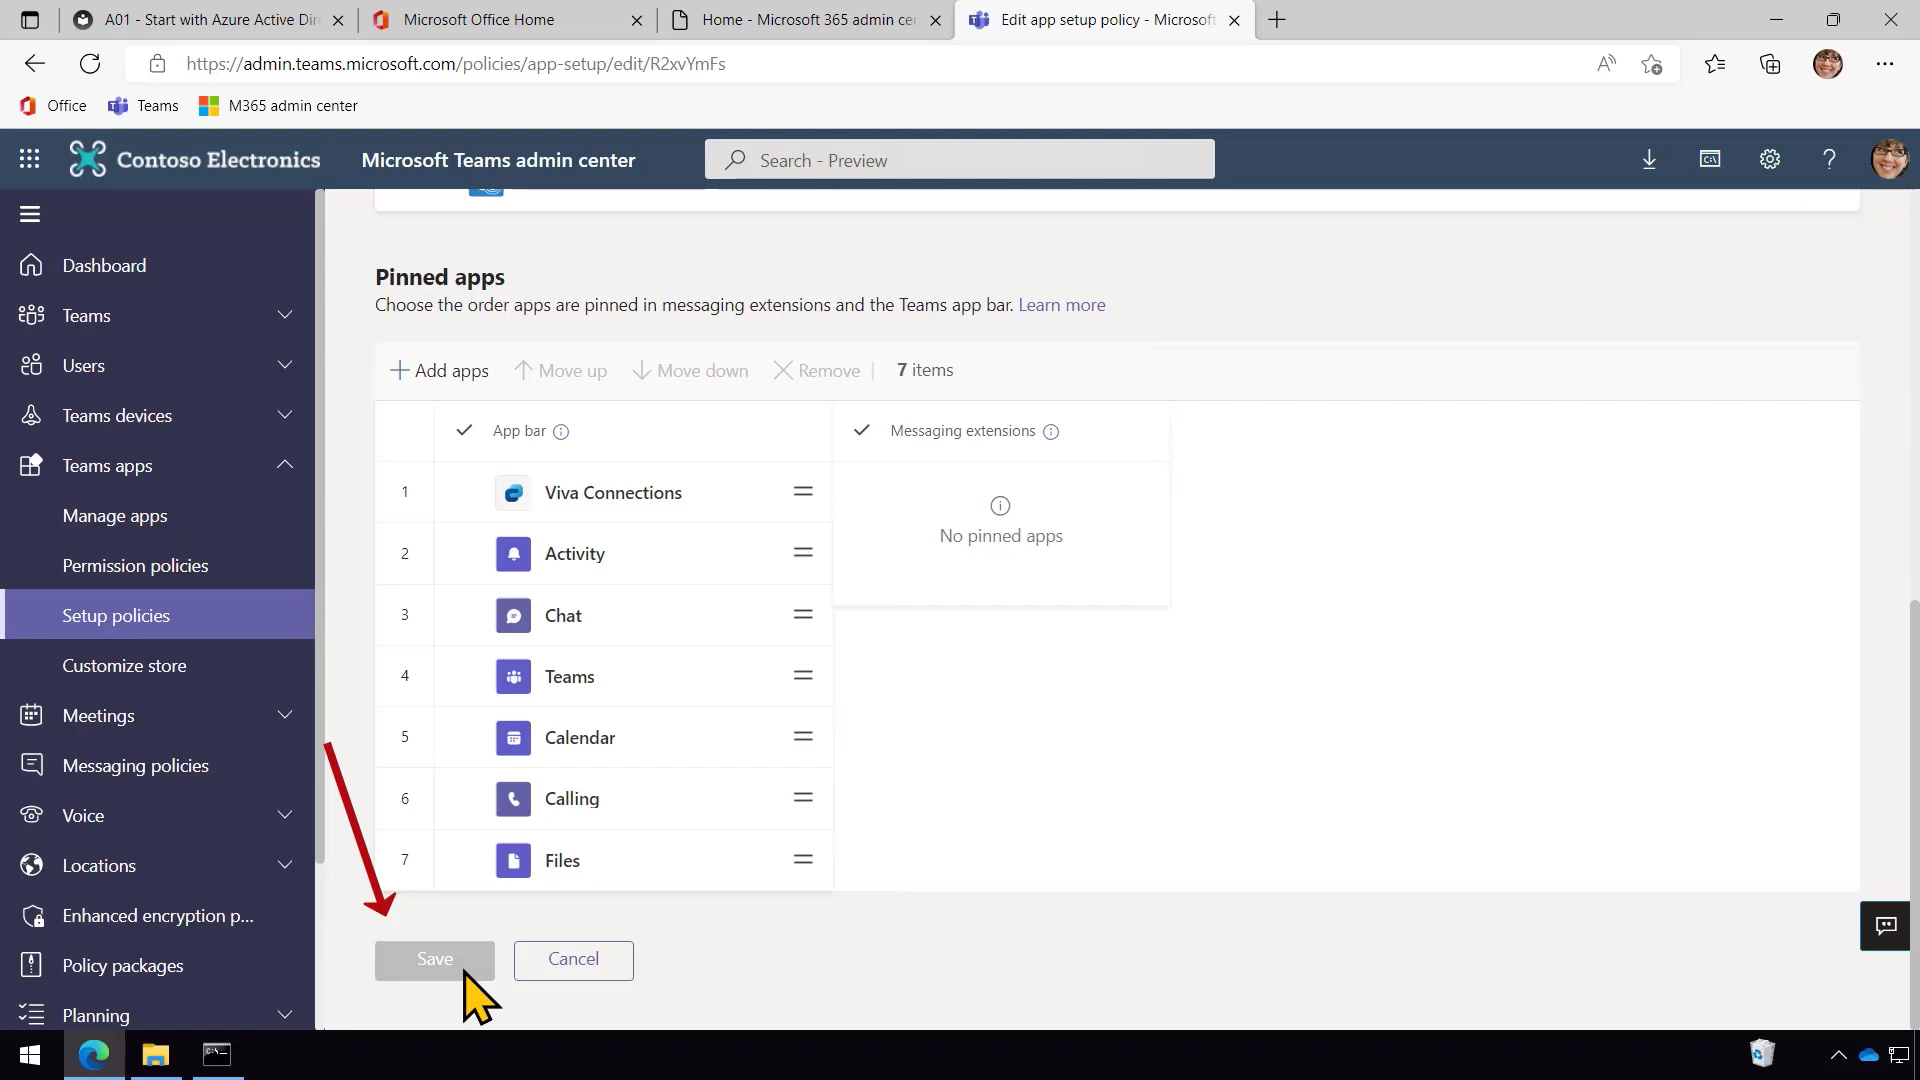 A01 - Start with Azure Active Dire
Microsoft Office Home
Home - Microsoft 365 admin cen
Edit app setup policy - Microsoft
https://admin.teams.microsoft.com/policies/app-setup/edit/R2xvYmFs
Office
Teams
M365 admin center
Contoso Electronics
Microsoft Teams admin center
Search - Preview
Dashboard
Teams
Users
Teams devices
Teams apps
Manage apps
Permission policies
Setup policies
Customize store
Meetings
Messaging policies
Voice
Locations
Enhanced encryption p...
Policy packages
Planning
Pinned apps
Choose the order apps are pinned in messaging extensions and the Teams app bar. Learn more
Add apps
Move up
Move down
Remove
7 items
App bar
Messaging extensions
1 Viva Connections
2 Activity
3 Chat
4 Teams
5 Calendar
6 Calling
7 Files
No pinned apps
Save
Cancel